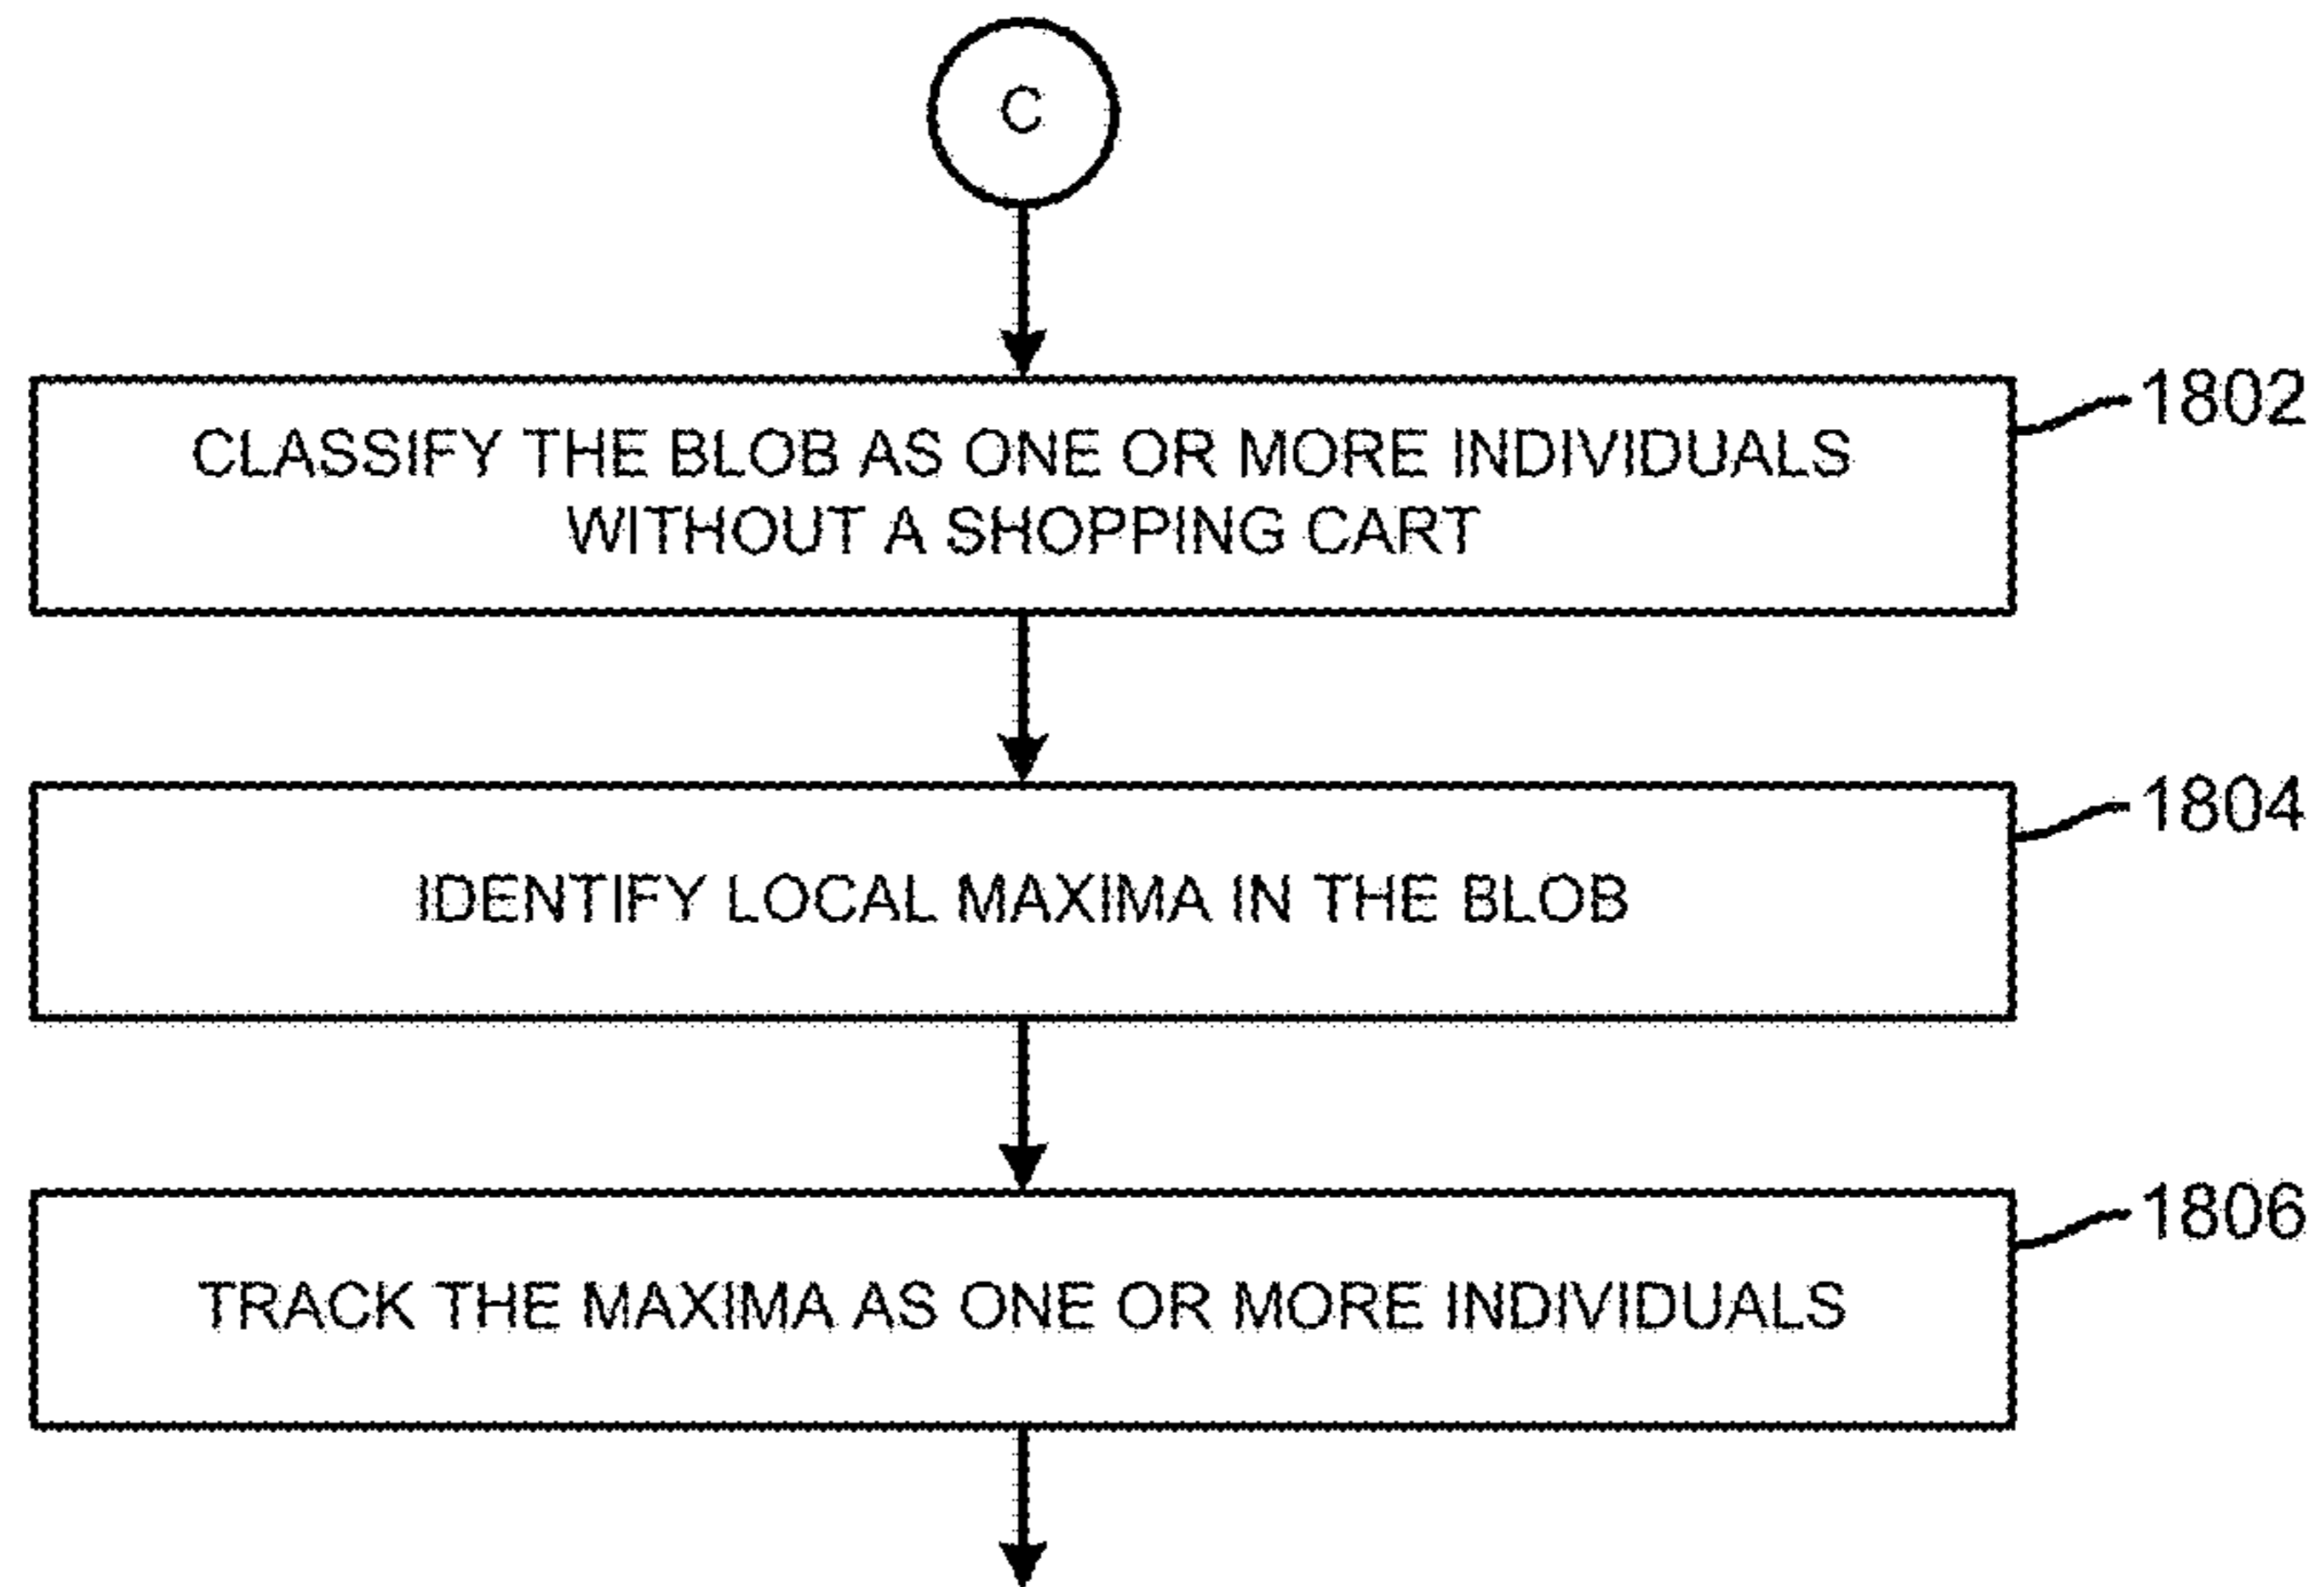 C
1802
CLASSIFY THE BLOB AS ONE OR MORE INDIVIDUALS
WITHOUT A SHOPPING CART
1804
IDENTIFY LOCAL MAXIMA IN THE BLOB
1806
TRACK THE MAXIMA AS ONE OR MORE INDIVIDUALS